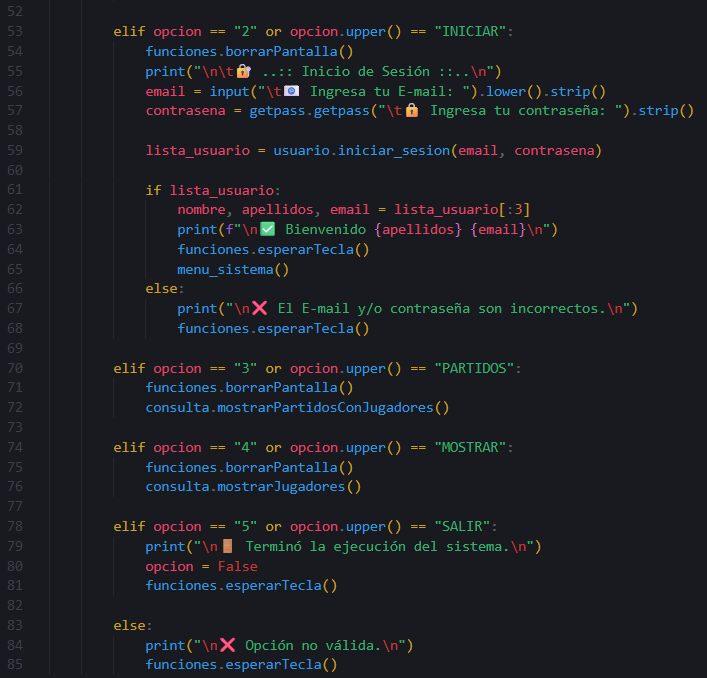 52
53 elif opcion == "2" or opcion.upper() == "INICIAR":
54 funciones.borrarPantalla()
55 print("\n\t🔐 ..:: Inicio de Sesión ::..\n")
56 email = input("\t📧 Ingresa tu E-mail: ").lower().strip()
57 contrasena = getpass.getpass("\t🔒 Ingresa tu contraseña: ").strip()
58
59 lista_usuario = usuario.iniciar_sesion(email, contrasena)
60
61 if lista_usuario:
62 nombre, apellidos, email = lista_usuario[:3]
63 print(f"\n✅ Bienvenido {apellidos} {email}\n")
64 funciones.esperarTecla()
65 menu_sistema()
66 else:
67 print("\n❌ El E-mail y/o contraseña son incorrectos.\n")
68 funciones.esperarTecla()
69
70 elif opcion == "3" or opcion.upper() == "PARTIDOS":
71 funciones.borrarPantalla()
72 consulta.mostrarPartidosConJugadores()
73
74 elif opcion == "4" or opcion.upper() == "MOSTRAR":
75 funciones.borrarPantalla()
76 consulta.mostrarJugadores()
77
78 elif opcion == "5" or opcion.upper() == "SALIR":
79 print("\n🚪 Terminó la ejecución del sistema.\n")
80 opcion = False
81 funciones.esperarTecla()
82
83 else:
84 print("\n❌ Opción no válida.\n")
85 funciones.esperarTecla()